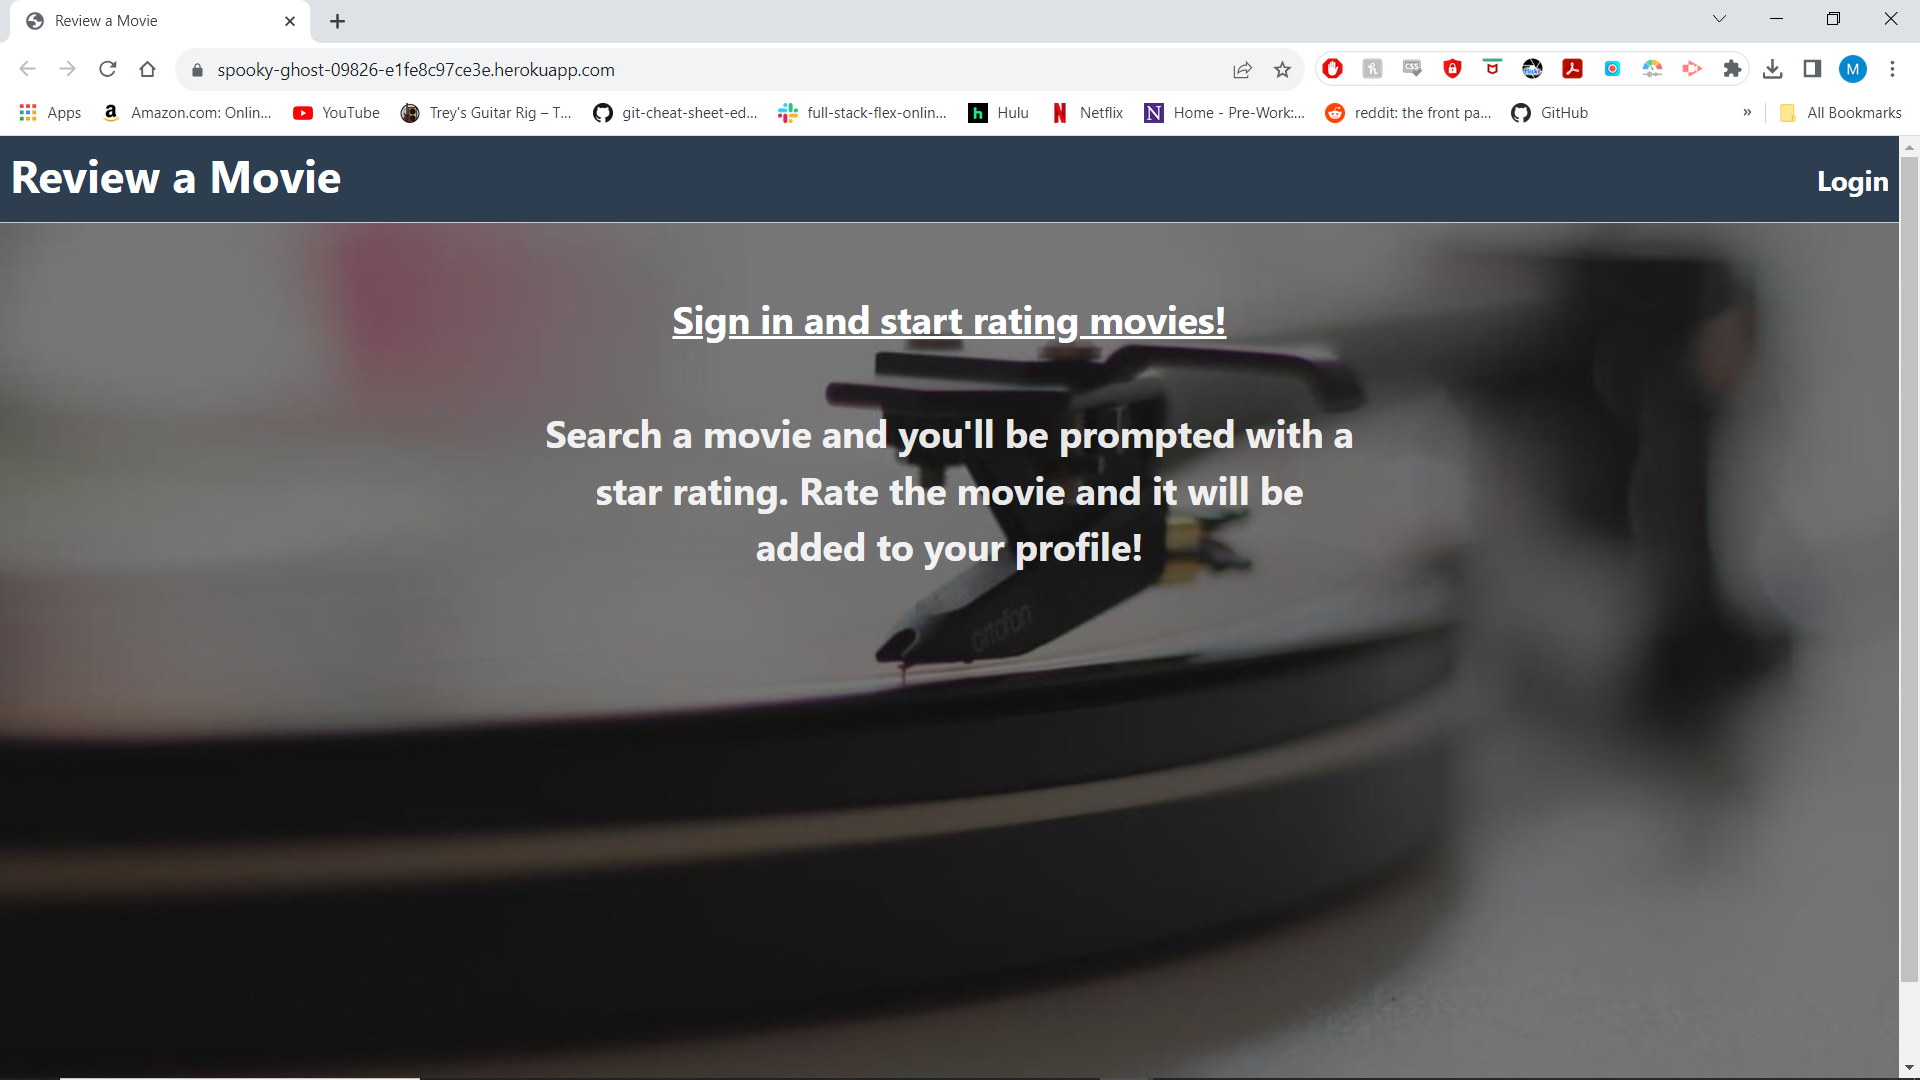 Review a Movie
spooky-ghost-09826-e1fe8c97ce3e.herokuapp.com
CSS
flickr
M
Apps
a
Amazon.com: Onlin...
YouTube
Trey's Guitar Rig – T...
git-cheat-sheet-ed...
full-stack-flex-onlin...
h
Hulu
N
Netflix
N
Home - Pre-Work:...
reddit: the front pa...
GitHub
»
All Bookmarks
Review a Movie
Login
Sign in and start rating movies!
Search a movie and you'll be prompted with a
star rating. Rate the movie and it will be
added to your profile!
ortofon